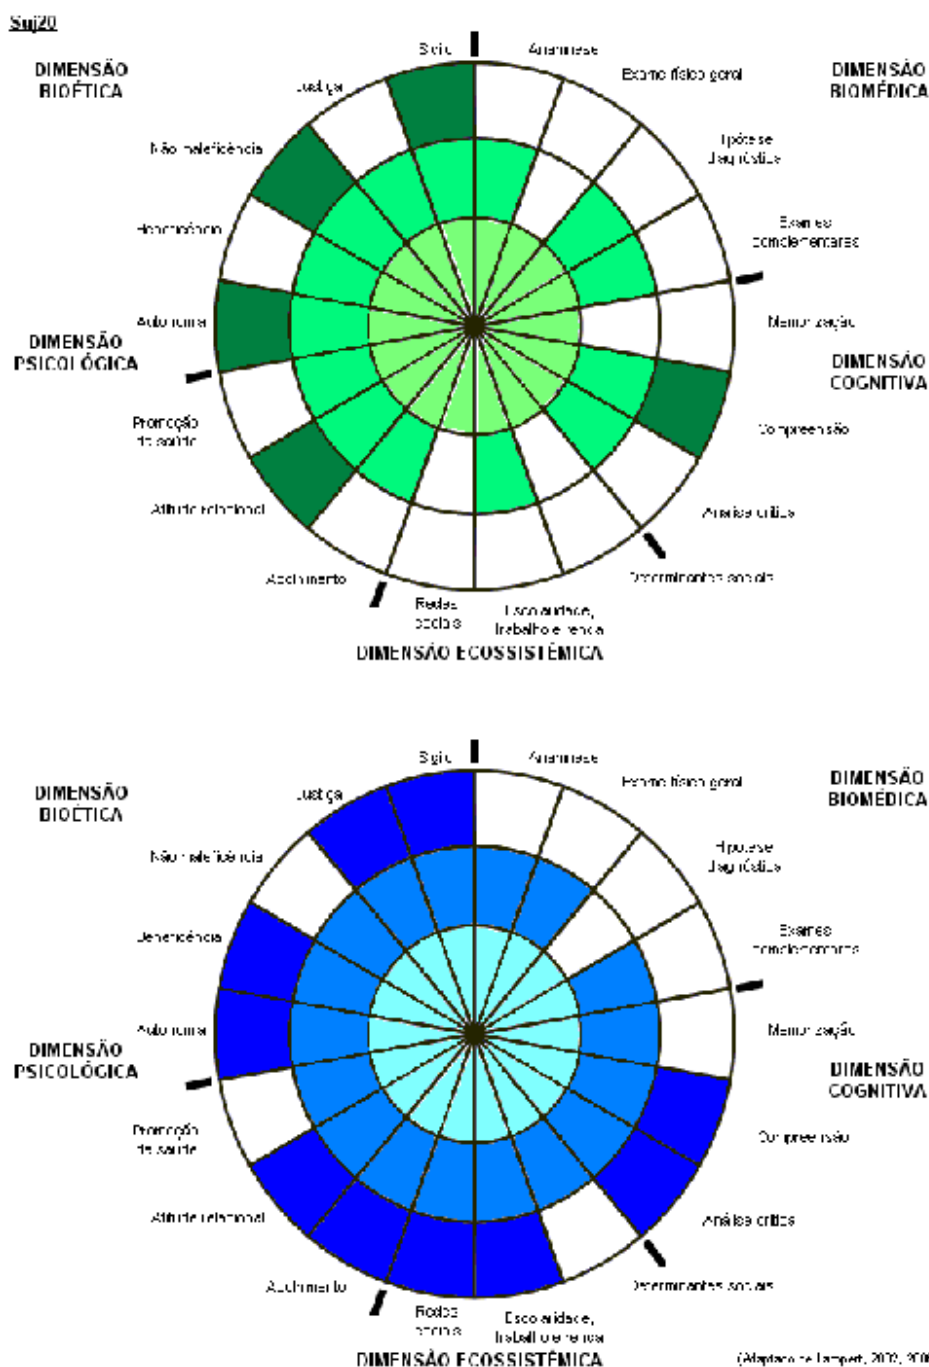 Suj20
Sigilo
Anamnese
DIMENSÃO
BIOÉTICA
Justiça
Exame físico geral
DIMENSÃO
BIOMÉDICA
Não maleficência
Hipótese
diagnóstica
Beneficência
Exames
complementares
Autonomia
Memorização
DIMENSÃO
PSICOLÓGICA
DIMENSÃO
COGNITIVA
Promoção
da saúde
Compreensão
Atitude relacional
Análise crítica
Acolhimento
Determinantes sociais
Redes
sociais
Escolaridade,
trabalho e renda
DIMENSÃO ECOSSISTÊMICA
Sigilo
Anamnese
DIMENSÃO
BIOÉTICA
Justiça
Exame físico geral
DIMENSÃO
BIOMÉDICA
Não maleficência
Hipótese
diagnóstica
Beneficência
Exames
complementares
Autonomia
Memorização
DIMENSÃO
PSICOLÓGICA
DIMENSÃO
COGNITIVA
Promoção
da saúde
Compreensão
Atitude relacional
Análise crítica
Acolhimento
Determinantes sociais
Redes
sociais
Escolaridade,
trabalho e renda
DIMENSÃO ECOSSISTÊMICA
(Adaptado de Lampert, 2002,